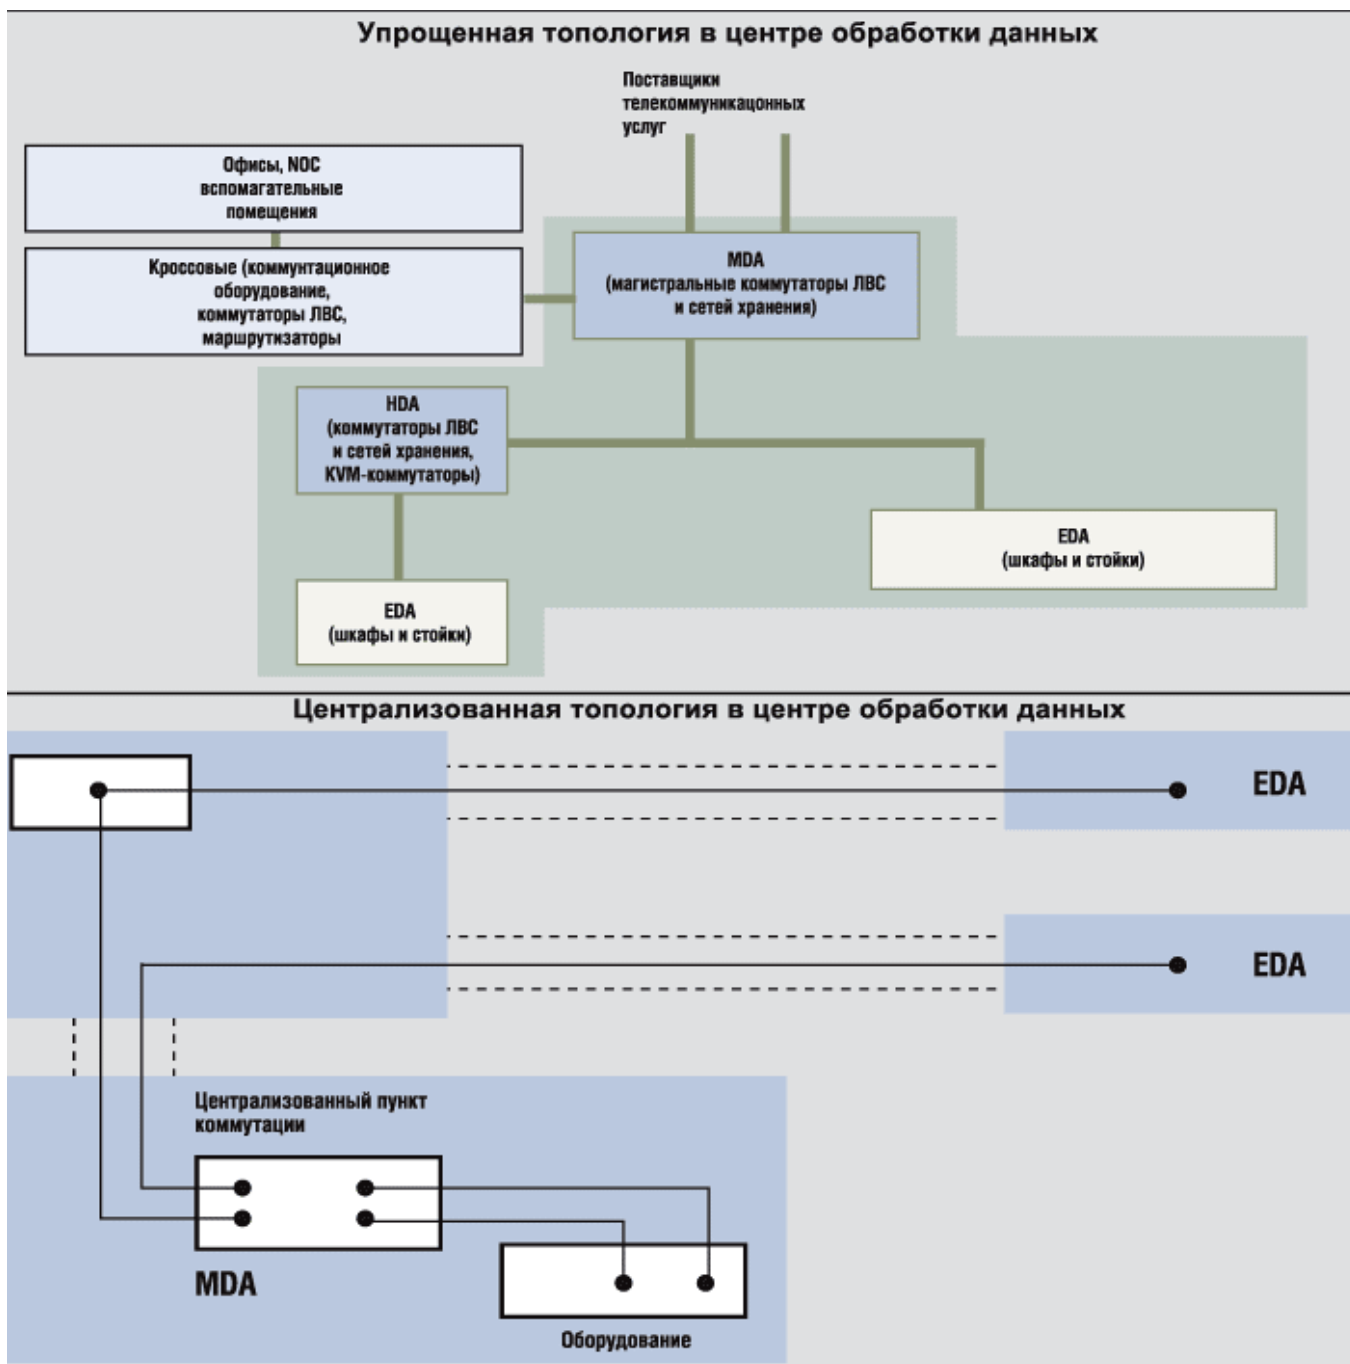 Упрощенная топология в центре обработки данных
Поставщики
телекоммуникацонных
услуг
Офисы, NOC
вспомагательные
помещения
Кроссовые (коммунтационное
оборудование,
коммутаторы ЛВС,
маршрутизаторы
MDA
(магистральные коммутаторы ЛВС
и сетей хранения)
HDA
(коммутаторы ЛВС
и сетей хранения,
KVM-коммутаторы)
EDA
(шкафы и стойки)
EDA
(шкафы и стойки)
Централизованная топология в центре обработки данных
EDA
EDA
Централизованный пункт
коммутации
MDA
Оборудование